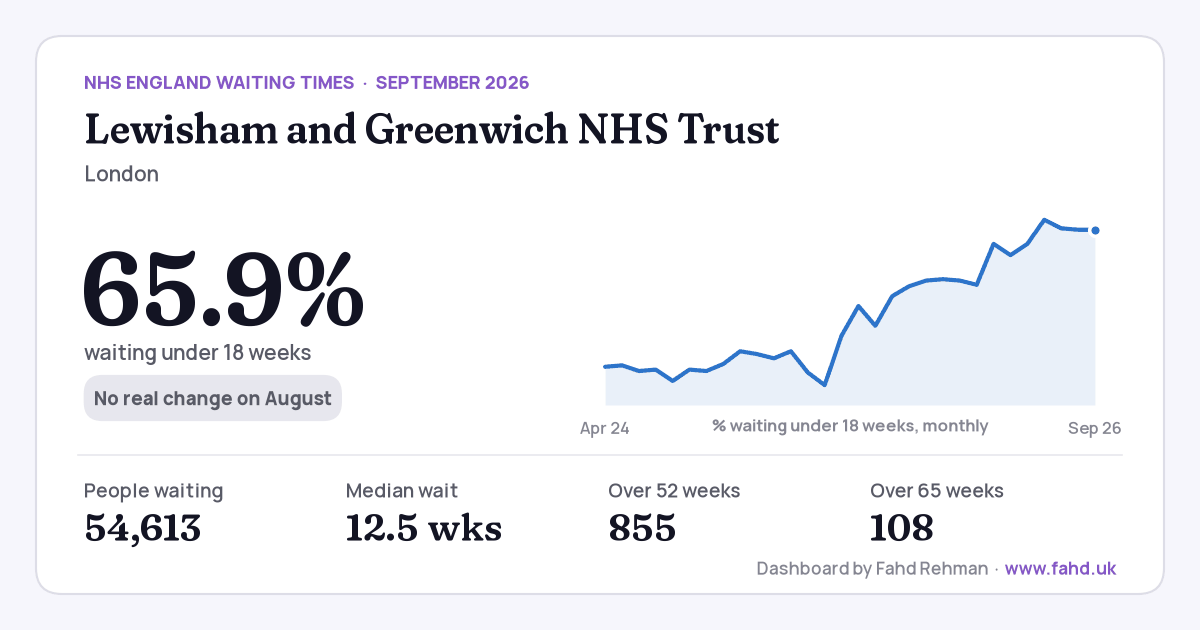 NHS ENGLAND WAITING TIMES · SEPTEMBER 2026
Lewisham and Greenwich NHS Trust
London
65.9%
waiting under 18 weeks
No real change on August
Apr 24
% waiting under 18 weeks, monthly
Sep 26
People waiting
54,613
Median wait
12.5 wks
Over 52 weeks
855
Over 65 weeks
108
Dashboard by Fahd Rehman · www.fahd.uk